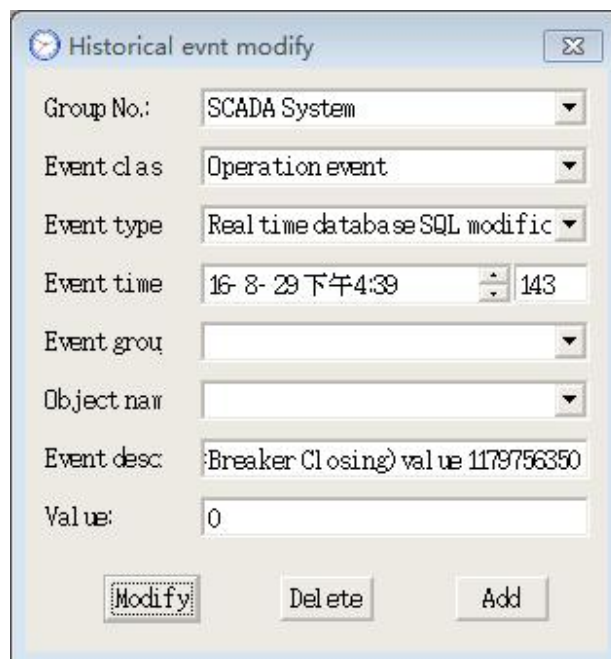 Historical evnt modify
Group No.: SCADA System
Event clas Operation event
Event type Real time database SQL modific
Event time 16- 8- 29 下午4:39 143
Event grou
Object nam
Event desc: :Breaker Closing) value 1179756350
Value: 0
Modify Delete Add